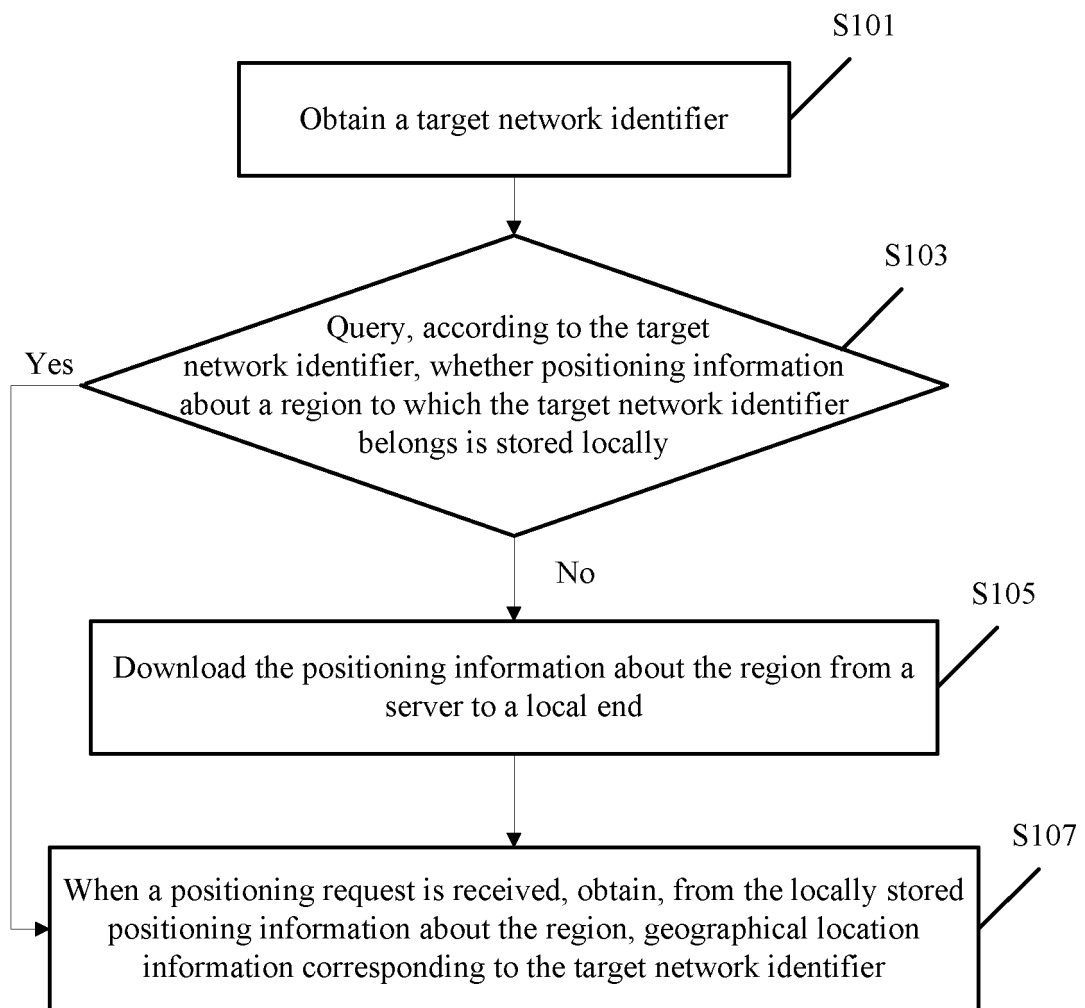 S101
Obtain a target network identifier
S103
Query, according to the target
network identifier, whether positioning information
about a region to which the target network identifier
belongs is stored locally
Yes
No
S105
Download the positioning information about the region from a
server to a local end
S107
When a positioning request is received, obtain, from the locally stored
positioning information about the region, geographical location
information corresponding to the target network identifier